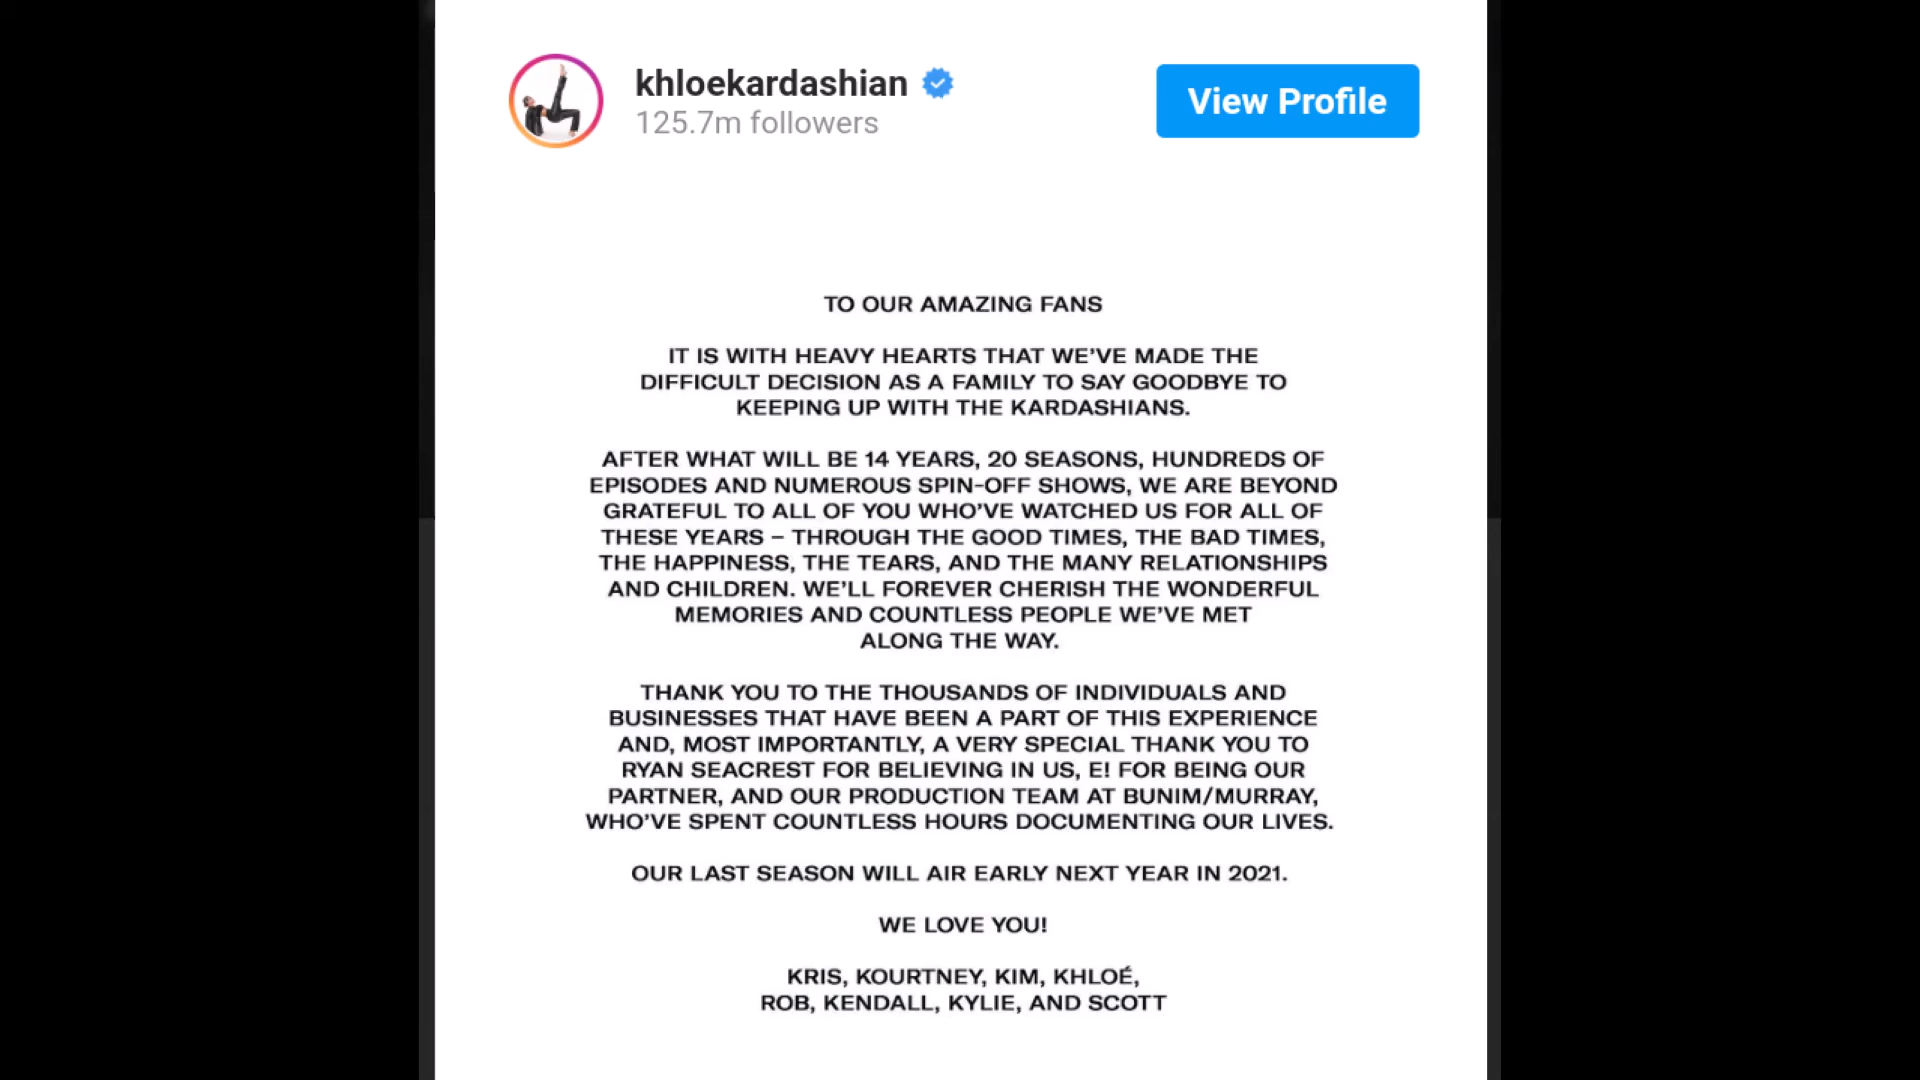 khloekardashian
125.7m followers
View Profile
TO OUR AMAZING FANS
IT IS WITH HEAVY HEARTS THAT WE'VE MADE THE
DIFFICULT DECISION AS A FAMILY TO SAY GOODBYE TO
KEEPING UP WITH THE KARDASHIANS.
AFTER WHAT WILL BE 14 YEARS, 20 SEASONS, HUNDREDS OF
EPISODES AND NUMEROUS SPIN-OFF SHOWS, WE ARE BEYOND
GRATEFUL TO ALL OF YOU WHO'VE WATCHED US FOR ALL OF
THESE YEARS – THROUGH THE GOOD TIMES, THE BAD TIMES,
THE HAPPINESS, THE TEARS, AND THE MANY RELATIONSHIPS
AND CHILDREN. WE'LL FOREVER CHERISH THE WONDERFUL
MEMORIES AND COUNTLESS PEOPLE WE'VE MET
ALONG THE WAY.
THANK YOU TO THE THOUSANDS OF INDIVIDUALS AND
BUSINESSES THAT HAVE BEEN A PART OF THIS EXPERIENCE
AND, MOST IMPORTANTLY, A VERY SPECIAL THANK YOU TO
RYAN SEACREST FOR BELIEVING IN US, E! FOR BEING OUR
PARTNER, AND OUR PRODUCTION TEAM AT BUNIM/MURRAY,
WHO'VE SPENT COUNTLESS HOURS DOCUMENTING OUR LIVES.
OUR LAST SEASON WILL AIR EARLY NEXT YEAR IN 2021.
WE LOVE YOU!
KRIS, KOURTNEY, KIM, KHLOÉ,
ROB, KENDALL, KYLIE, AND SCOTT